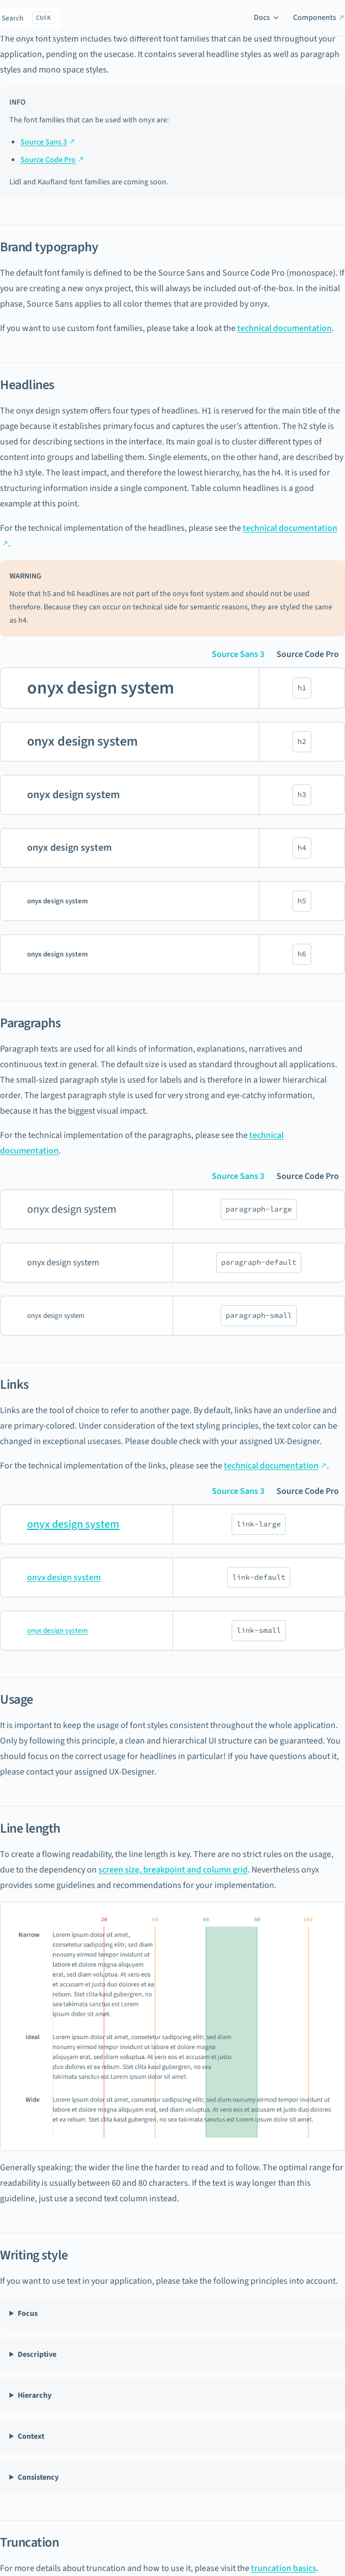 Search Ctrl K Docs Components
The onyx font system includes two different font families that can be used throughout your
application, pending on the usecase. It contains several headline styles as well as paragraph
styles and mono space styles.
INFO
The font families that can be used with onyx are:
Source Sans 3
Source Code Pro
Lidl and Kaufland font families are coming soon.
Brand typography
The default font family is defined to be the Source Sans and Source Code Pro (monospace). If
you are creating a new onyx project, this will always be included out-of-the-box. In the initial
phase, Source Sans applies to all color themes that are provided by onyx.
If you want to use custom font families, please take a look at the technical documentation.
Headlines
The onyx design system offers four types of headlines. H1 is reserved for the main title of the
page because it establishes primary focus and captures the user's attention. The h2 style is
used for describing sections in the interface. Its main goal is to cluster different types of
content into groups and labelling them. Single elements, on the other hand, are described by
the h3 style. The least impact, and therefore the lowest hierarchy, has the h4. It is used for
structuring information inside a single component. Table column headlines is a good
example at this point.
For the technical implementation of the headlines, please see the technical documentation
.
WARNING
Note that h5 and h6 headlines are not part of the onyx font system and should not be used
therefore. Because they can occur on technical side for semantic reasons, they are styled the same
as h4.
Source Sans 3 Source Code Pro
onyx design system h1
onyx design system h2
onyx design system h3
onyx design system h4
onyx design system h5
onyx design system h6
Paragraphs
Paragraph texts are used for all kinds of information, explanations, narratives and
continuous text in general. The default size is used as standard throughout all applications.
The small-sized paragraph style is used for labels and is therefore in a lower hierarchical
order. The largest paragraph style is used for very strong and eye-catchy information,
because it has the biggest visual impact.
For the technical implementation of the paragraphs, please see the technical
documentation.
Source Sans 3 Source Code Pro
onyx design system paragraph-large
onyx design system paragraph-default
onyx design system paragraph-small
Links
Links are the tool of choice to refer to another page. By default, links have an underline and
are primary-colored. Under consideration of the text styling principles, the text color can be
changed in exceptional usecases. Please double check with your assigned UX-Designer.
For the technical implementation of the links, please see the technical documentation .
Source Sans 3 Source Code Pro
onyx design system link-large
onyx design system link-default
onyx design system link-small
Usage
It is important to keep the usage of font styles consistent throughout the whole application.
Only by following this principle, a clean and hierarchical UI structure can be guaranteed. You
should focus on the correct usage for headlines in particular! If you have questions about it,
please contact your assigned UX-Designer.
Line length
To create a flowing readability, the line length is key. There are no strict rules on the usage,
due to the dependency on screen size, breakpoint and column grid. Nevertheless onyx
provides some guidelines and recommendations for your implementation.
20 40 60 80 100
Narrow Lorem ipsum dolor sit amet,
consetetur sadipscing elitr, sed diam
nonumy eirmod tempor invidunt ut
labore et dolore magna aliquyam
erat, sed diam voluptua. At vero eos
et accusam et justo duo dolores et ea
rebum. Stet clita kasd gubergren, no
sea takimata sanctus est Lorem
ipsum dolor sit amet.
Ideal Lorem ipsum dolor sit amet, consetetur sadipscing elitr, sed diam
nonumy eirmod tempor invidunt ut labore et dolore magna
aliquyam erat, sed diam voluptua. At vero eos et accusam et justo
duo dolores et ea rebum. Stet clita kasd gubergren, no sea
takimata sanctus est Lorem ipsum dolor sit amet.
Wide Lorem ipsum dolor sit amet, consetetur sadipscing elitr, sed diam nonumy eirmod tempor invidunt ut
labore et dolore magna aliquyam erat, sed diam voluptua. At vero eos et accusam et justo duo dolores
et ea rebum. Stet clita kasd gubergren, no sea takimata sanctus est Lorem ipsum dolor sit amet.
Generally speaking: the wider the line the harder to read and to follow. The optimal range for
readability is usually between 60 and 80 characters. If the text is way longer than this
guideline, just use a second text column instead.
Writing style
If you want to use text in your application, please take the following principles into account.
Focus
Descriptive
Hierarchy
Context
Consistency
Truncation
For more details about truncation and how to use it, please visit the truncation basics.